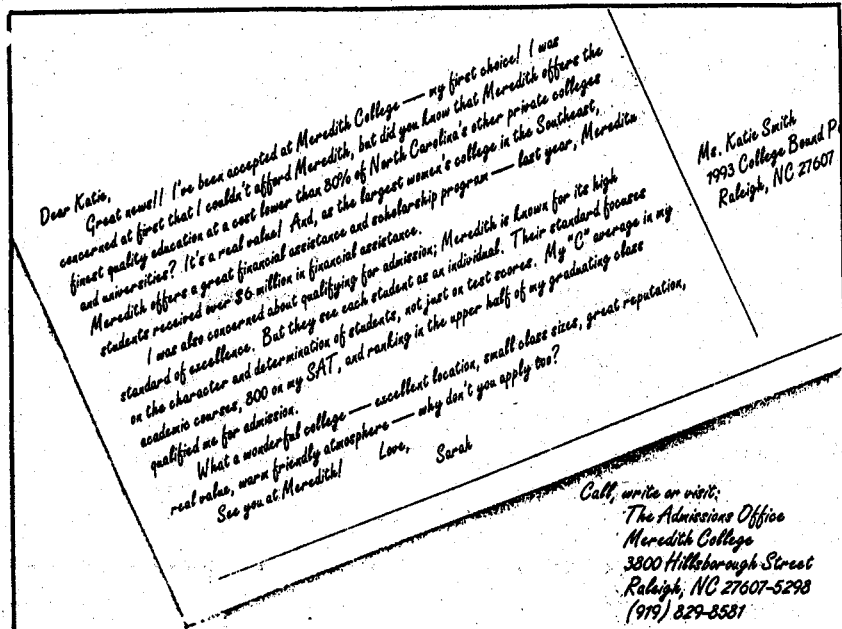 Dear Katie,
Great news!! I've been accepted at Meredith College — my first choice! I was
concerned at first that I couldn't afford Meredith, but did you know that Meredith offers the
finest quality education at a cost lower than 80% of North Carolina's other private colleges
and universities? It's a real value! And, as the largest women's college in the Southeast,
Meredith offers a great financial assistance and scholarship program — last year, Meredith
students received over $6 million in financial assistance.
I was also concerned about qualifying for admission; Meredith is known for its high
standard of excellence. But they see each student as an individual. Their standard focuses
on the character and determination of students, not just on test scores. My "C" average in my
academic courses, 800 on my SAT, and ranking in the upper half of my graduating class
qualified me for admission.
What a wonderful college — excellent location, small class sizes, great reputation,
real value, warm friendly atmosphere — why don't you apply too?
See you at Meredith!
Love,
Sarah
Ms. Katie Smith
1993 College Bound
Raleigh, NC 27607
Call, write or visit:
The Admissions Office
Meredith College
3800 Hillsborough Street
Raleigh, NC 27607-5298
(919) 829-8581